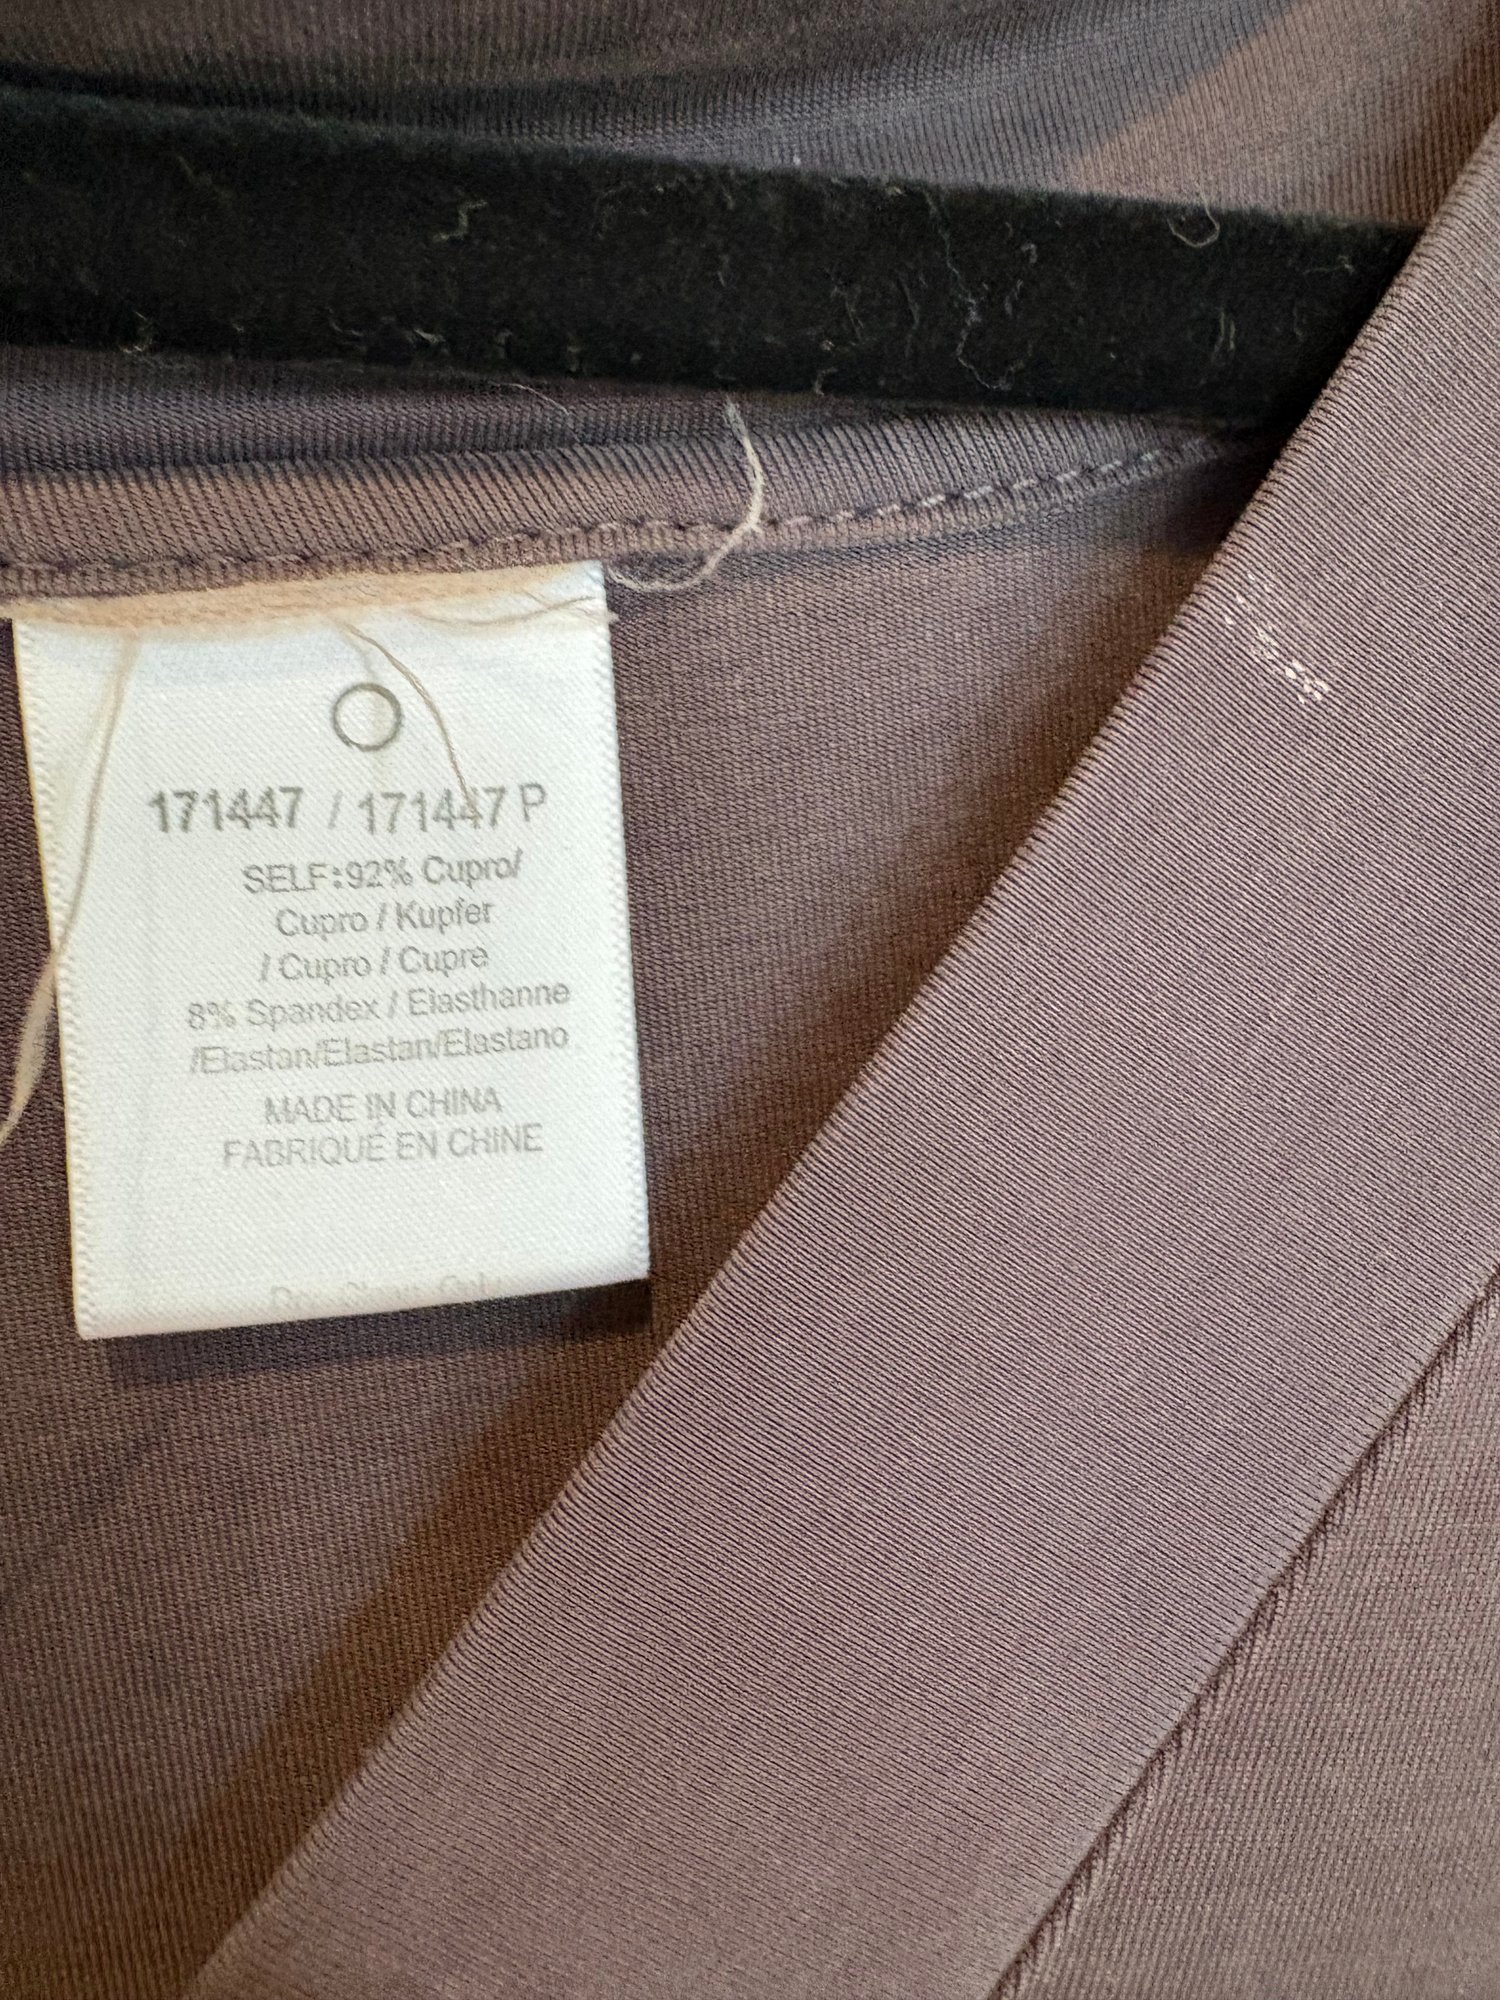 171447 / 171447 P
SELF:92% Cupro/
Cupro / Kupfer
/ Cupro / Cupre
8% Spandex / Elasthanne
/Elastan/Elastan/Elastano
MADE IN CHINA
FABRIQUÉ EN CHINE